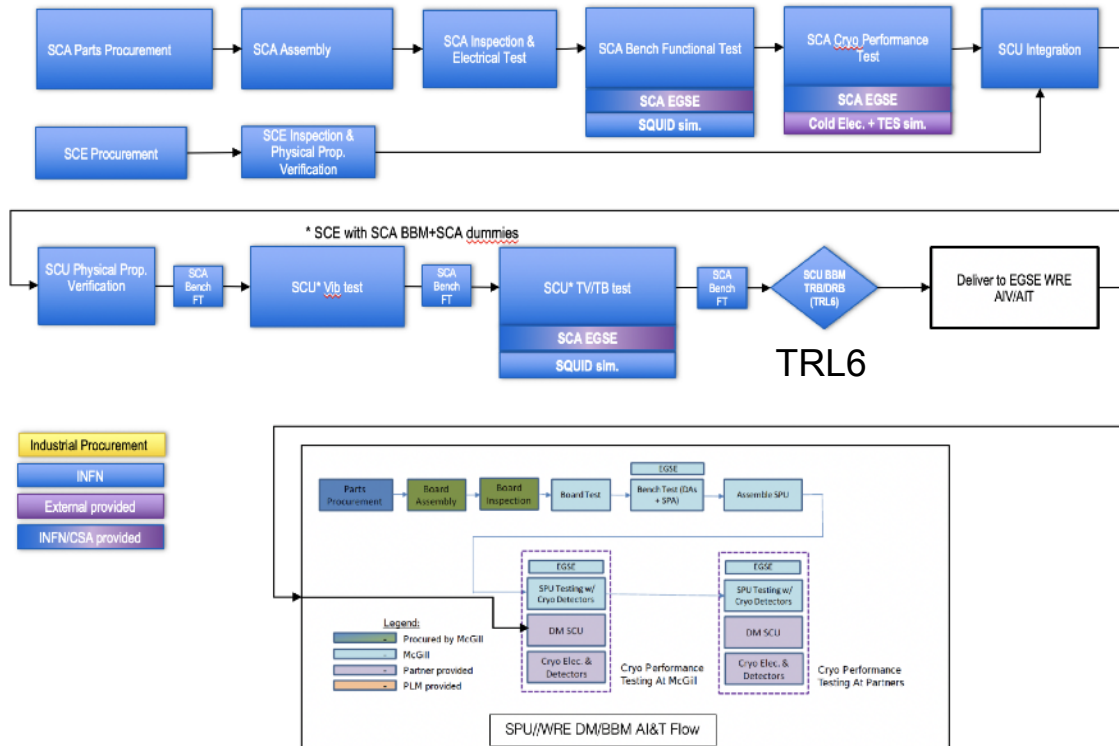 SCA Parts Procurement
SCA Assembly
SCA Inspection &
Electrical Test
SCA Bench Functional Test
SCA EGSE
SQUID sim.
SCA Cryo Performance
Test
SCA EGSE
Cold Elec. + TES sim.
SCU Integration
SCE Procurement
SCE Inspection &
Physical Prop.
Verification
* SCE with SCA BBM+SCA dummies
SCU Physical Prop.
Verification
SCA
Bench
FT
SCU* Vib test
SCA
Bench
FT
SCU* TV/TB test
SCA EGSE
SQUID sim.
SCA
Bench
FT
SCU BBM
TRB/DRB
(TRL6)
Deliver to EGSE WRE
AIV/AIT
TRL6
Industrial Procurement
INFN
External provided
INFN/CSA provided
Parts
Procurement
Board
Assembly
Board
Inspection
Board Test
EGSE
Bench Test (DAs
+ SPA)
Assemble SPU
EGSE
SPU Testing w/
Cryo Detectors
DM SCU
Cryo Elec. &
Detectors
Cryo Performance
Testing At McGill
EGSE
SPU Testing w/
Cryo Detectors
DM SCU
Cryo Elec. &
Detectors
Cryo Performance
Testing At Partners
Legend:
- Procured by McGill
- McGill
- Partner provided
- PLM provided
SPU//WRE DM/BBM AI&T Flow